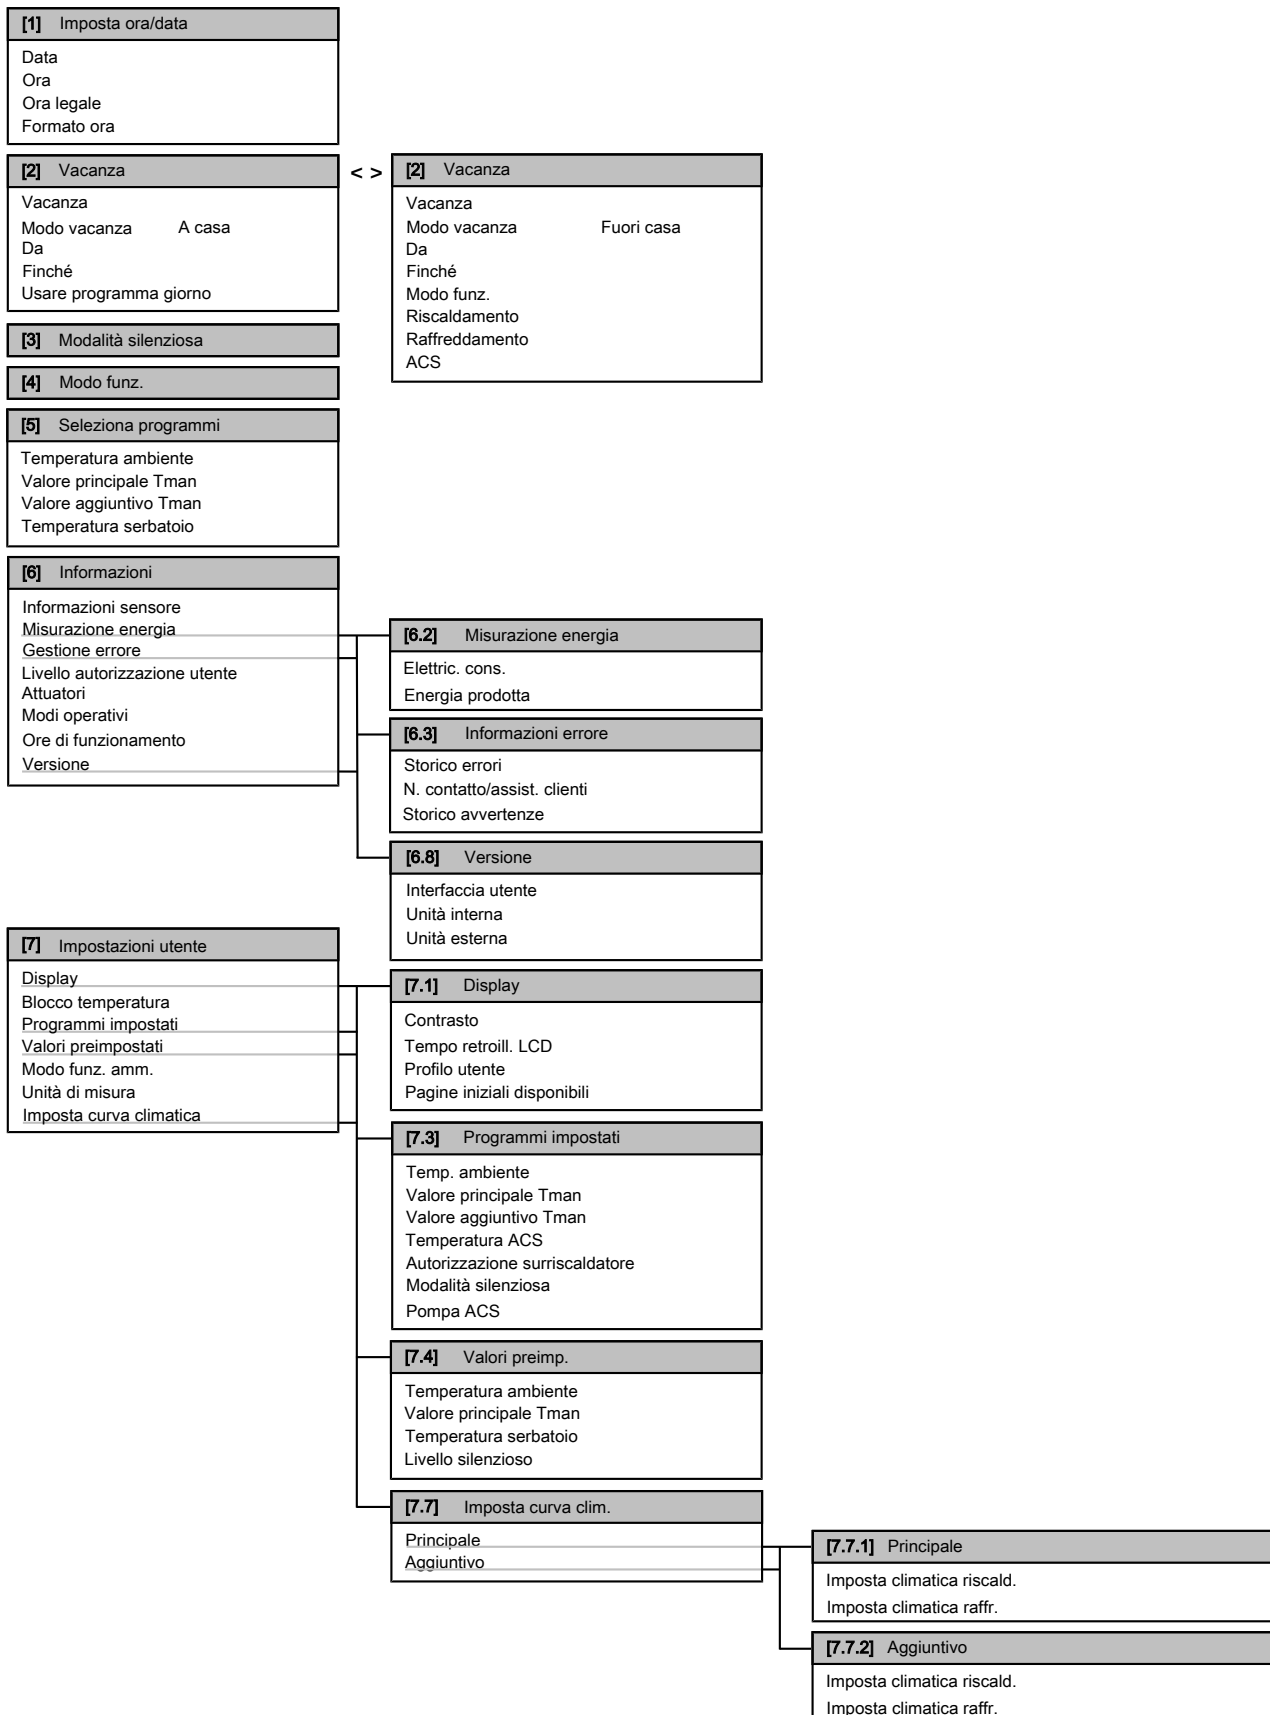 [1] Imposta ora/data
Data
Ora
Ora legale
Formato ora
[2] Vacanza
Vacanza
Modo vacanza A casa
Da
Finché
Usare programma giorno
< >
[2] Vacanza
Vacanza
Modo vacanza Fuori casa
Da
Finché
Modo funz.
Riscaldamento
Raffreddamento
ACS
[3] Modalità silenziosa
[4] Modo funz.
[5] Seleziona programmi
Temperatura ambiente
Valore principale Tman
Valore aggiuntivo Tman
Temperatura serbatoio
[6] Informazioni
Informazioni sensore
Misurazione energia
Gestione errore
Livello autorizzazione utente
Attuatori
Modi operativi
Ore di funzionamento
Versione
[6.2] Misurazione energia
Elettric. cons.
Energia prodotta
[6.3] Informazioni errore
Storico errori
N. contatto/assist. clienti
Storico avvertenze
[6.8] Versione
Interfaccia utente
Unità interna
Unità esterna
[7] Impostazioni utente
Display
Blocco temperatura
Programmi impostati
Valori preimpostati
Modo funz. amm.
Unità di misura
Imposta curva climatica
[7.1] Display
Contrasto
Tempo retroill. LCD
Profilo utente
Pagine iniziali disponibili
[7.3] Programmi impostati
Temp. ambiente
Valore principale Tman
Valore aggiuntivo Tman
Temperatura ACS
Autorizzazione surriscaldatore
Modalità silenziosa
Pompa ACS
[7.4] Valori preimp.
Temperatura ambiente
Valore principale Tman
Temperatura serbatoio
Livello silenzioso
[7.7] Imposta curva clim.
Principale
Aggiuntivo
[7.7.1] Principale
Imposta climatica riscald.
Imposta climatica raffr.
[7.7.2] Aggiuntivo
Imposta climatica riscald.
Imposta climatica raffr.